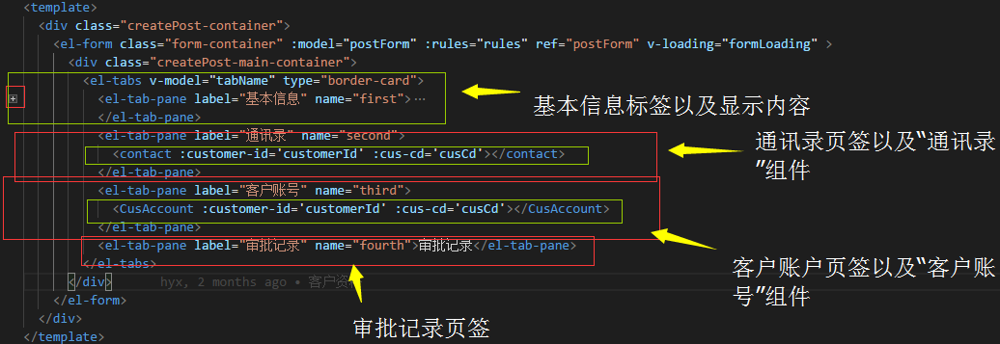 <template>
<div class="createPost-container">
<el-form class="form-container" :model="postForm" :rules="rules" ref="postForm" v-loading="formLoading" >
<div class="createPost-main-container">
<el-tabs v-model="tabName" type="border-card">
<el-tab-pane label="基本信息" name="first">…
</el-tab-pane>
<el-tab-pane label="通讯录" name="second">
<contact :customer-id='customerId' :cus-cd='cusCd'></contact>
</el-tab-pane>
<el-tab-pane label="客户账号" name="third">
<CusAccount :customer-id='customerId' :cus-cd='cusCd'></CusAccount>
</el-tab-pane>
<el-tab-pane label="审批记录" name="fourth">审批记录</el-tab-pane>
</el-tabs>
</div> hyx, 2 months ago • 客户资
</el-form>
</div>
</template>
基本信息标签以及显示内容
通讯录页签以及“通讯录
”组件
客户账户页签以及“客户账
号”组件
审批记录页签